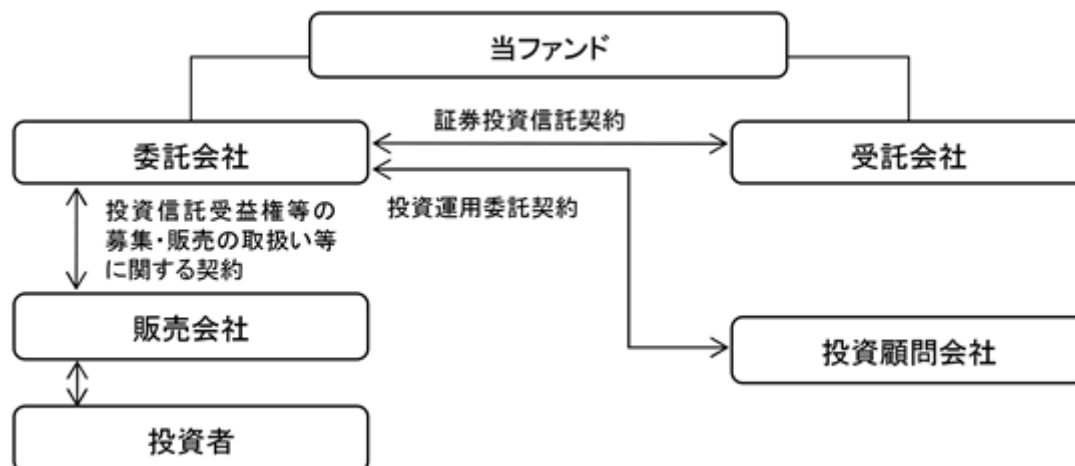 当ファンド
証券投資信託契約
委託会社
受託会社
投資運用委託契約
投資信託受益権等の
募集・販売の取扱い等
に関する契約
販売会社
投資顧問会社
投資者